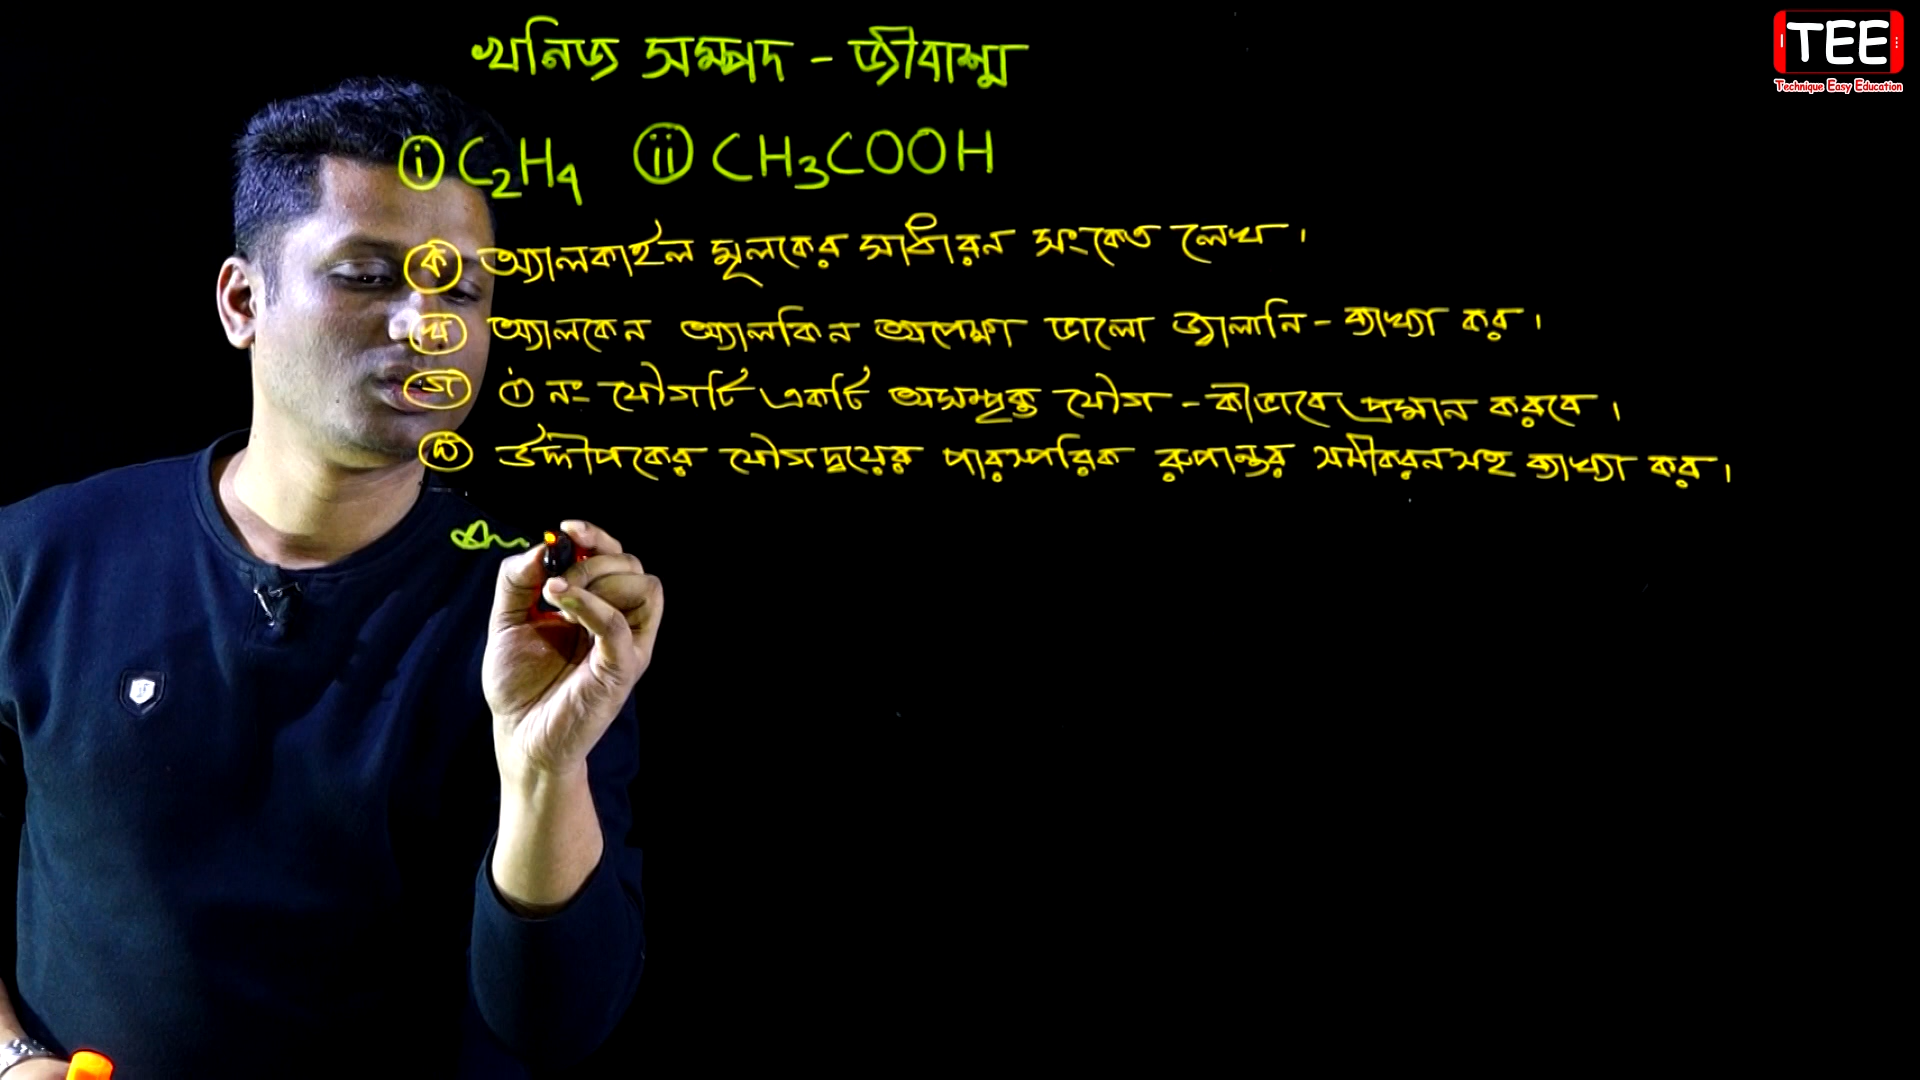 খনিজ সম্পদ - জীবাশ্ম
TEE
Technique Easy Education
i C₂H₄ ii CH₃COOH
ক অ্যালকাইল মূলকের সাধারন সংকেত লেখ।
খ অ্যালকেন অ্যালকিন অপেক্ষা ভালো জ্বালানি - ব্যাখ্যা কর।
গ i নং যৌগটি একটি অসম্পৃক্ত যৌগ - কীভাবে প্রমান করবে।
ঘ উদ্দীপকের যৌগদ্বয়ের পারস্পরিক রুপান্তর সমীকরনসহ ব্যাখ্যা কর।